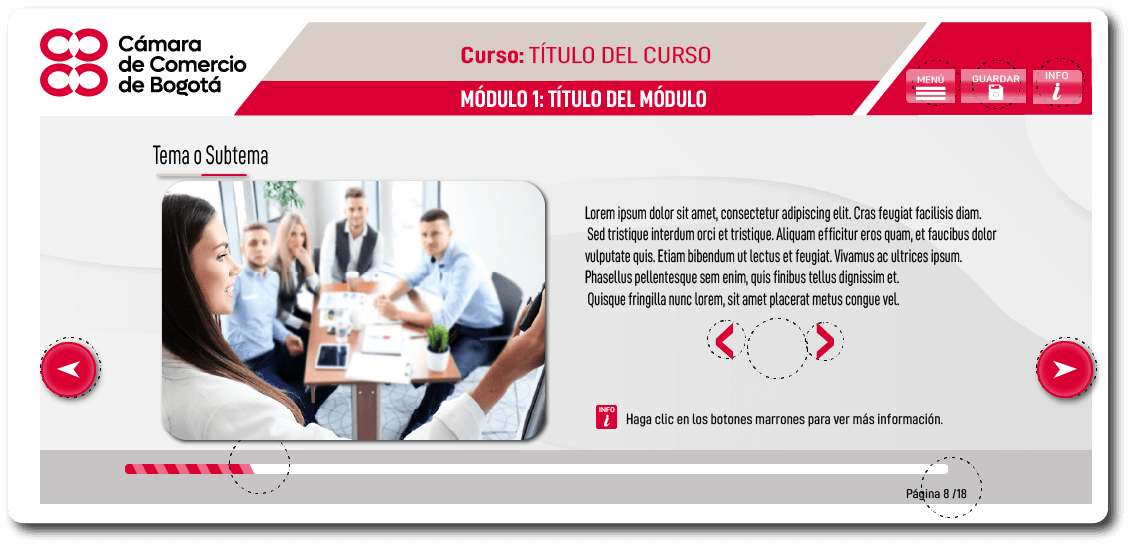 Cámara
de Comercio
de Bogotá
Curso: TÍTULO DEL CURSO
MÓDULO 1: TÍTULO DEL MÓDULO
MENÚ
GUARDAR
INFO
Tema o Subtema
Lorem ipsum dolor sit amet, consectetur adipiscing elit. Cras feugiat facilisis diam.
Sed tristique interdum orci et tristique. Aliquam efficitur eros quam, et faucibus dolor
vulputate quis. Etiam bibendum ut lectus et feugiat. Vivamus ac ultrices ipsum.
Phasellus pellentesque sem enim, quis finibus tellus dignissim et.
Quisque fringilla nunc lorem, sit amet placerat metus congue vel.
INFO
Haga clic en los botones marrones para ver más información.
Página 8 /18